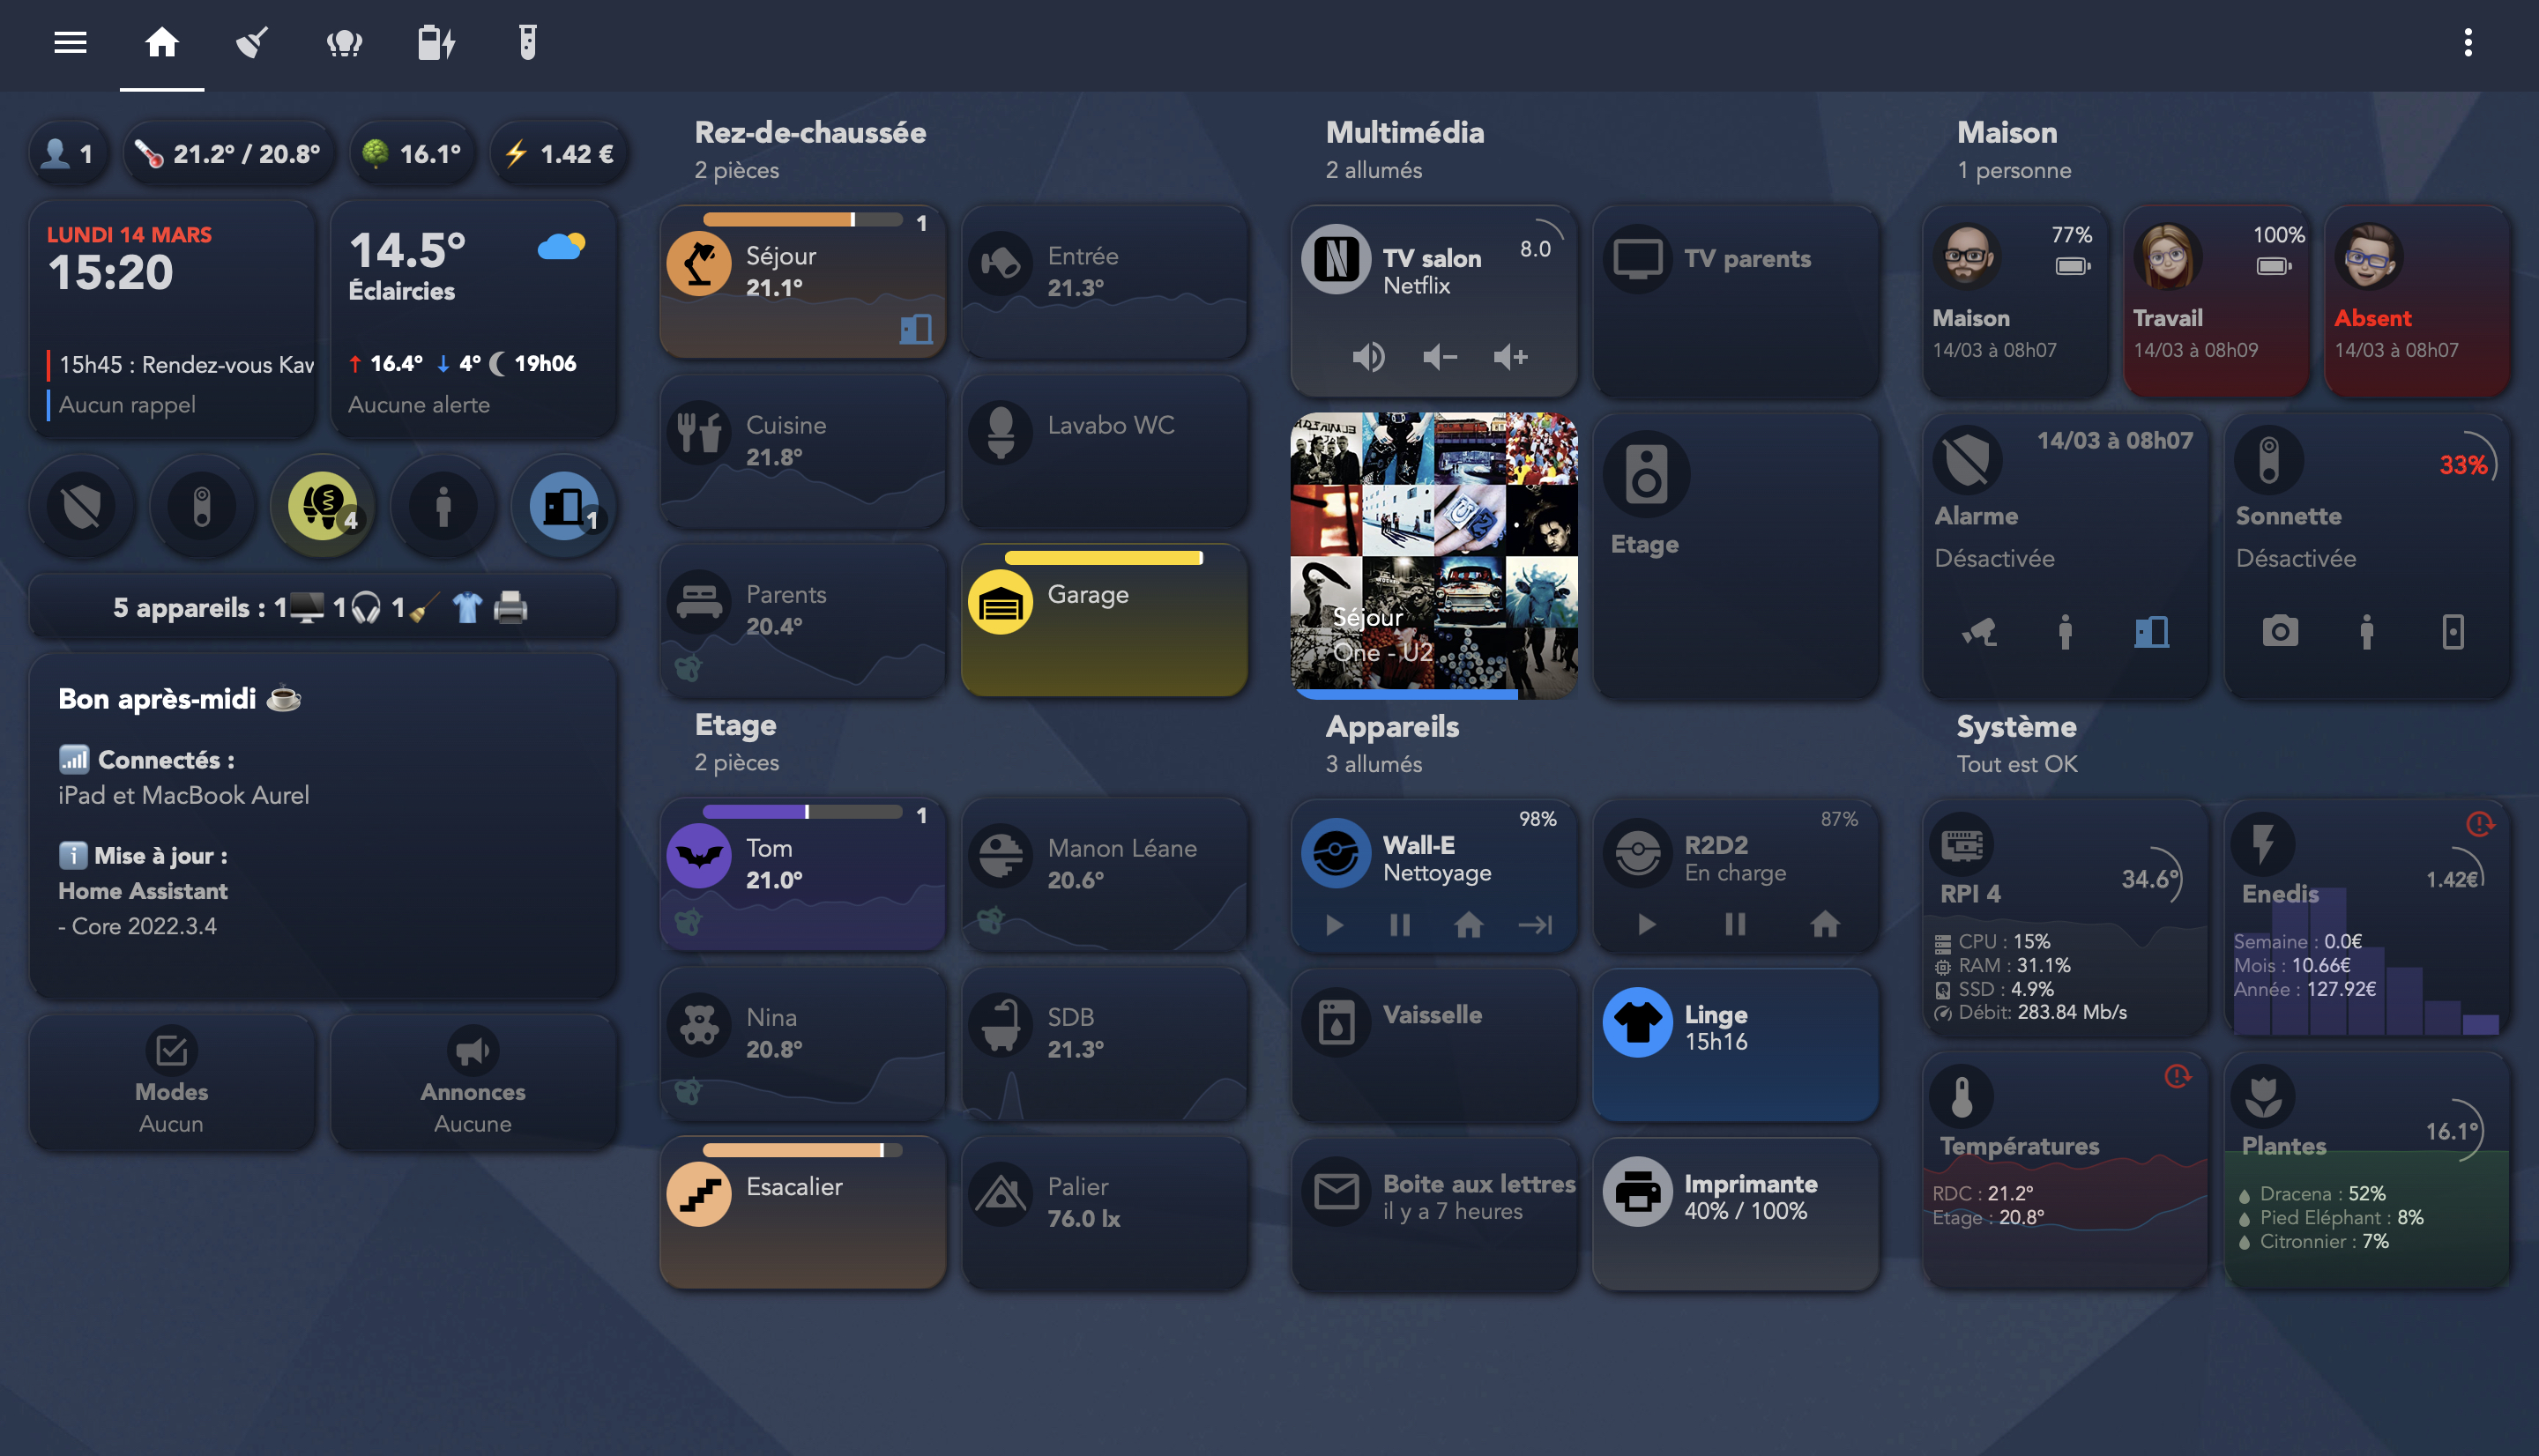 1
21.2° / 20.8°
16.1°
1.42 €
LUNDI 14 MARS
15:20
15h45 : Rendez-vous Kav
Aucun rappel
14.5°
Éclaircies
16.4° 4° 19h06
Aucune alerte
4
1
5 appareils : 1 1 1
Bon après-midi
Connectés :
iPad et MacBook Aurel
Mise à jour :
Home Assistant
- Core 2022.3.4
Modes
Aucun
Annonces
Aucune
Rez-de-chaussée
2 pièces
1
Séjour
21.1°
Entrée
21.3°
Cuisine
21.8°
Lavabo WC
Parents
20.4°
Garage
Etage
2 pièces
1
Tom
21.0°
Manon Léane
20.6°
Nina
20.8°
SDB
21.3°
Esacalier
Palier
76.0 lx
Multimédia
2 allumés
TV salon
Netflix
8.0
TV parents
Séjour
One - U2
Etage
Appareils
3 allumés
98%
Wall-E
Nettoyage
87%
R2D2
En charge
Vaisselle
Linge
15h16
Boite aux lettres
il y a 7 heures
Imprimante
40% / 100%
Maison
1 personne
77%
Maison
14/03 à 08h07
100%
Travail
14/03 à 08h09
Absent
14/03 à 08h07
14/03 à 08h07
Alarme
Désactivée
33%
Sonnette
Désactivée
Système
Tout est OK
RPI 4
34.6°
CPU : 15%
RAM : 31.1%
SSD : 4.9%
Débit: 283.84 Mb/s
Enedis
1.42€
Semaine : 0.0€
Mois : 10.66€
Année : 127.92€
Températures
RDC : 21.2°
Etage : 20.8°
Plantes
16.1°
Dracena : 52%
Pied Eléphant : 8%
Citronnier : 7%